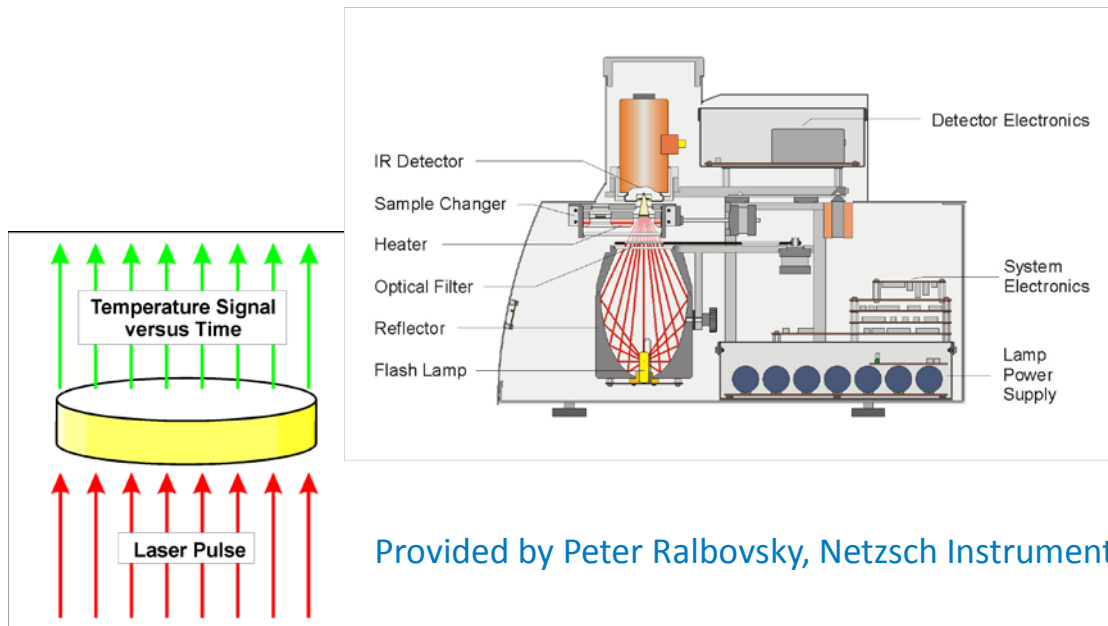 Temperature Signal
versus Time
Laser Pulse
IR Detector
Sample Changer
Heater
Optical Filter
Reflector
Flash Lamp
Detector Electronics
System
Electronics
Lamp
Power
Supply
Provided by Peter Ralbovsky, Netzsch Instrument